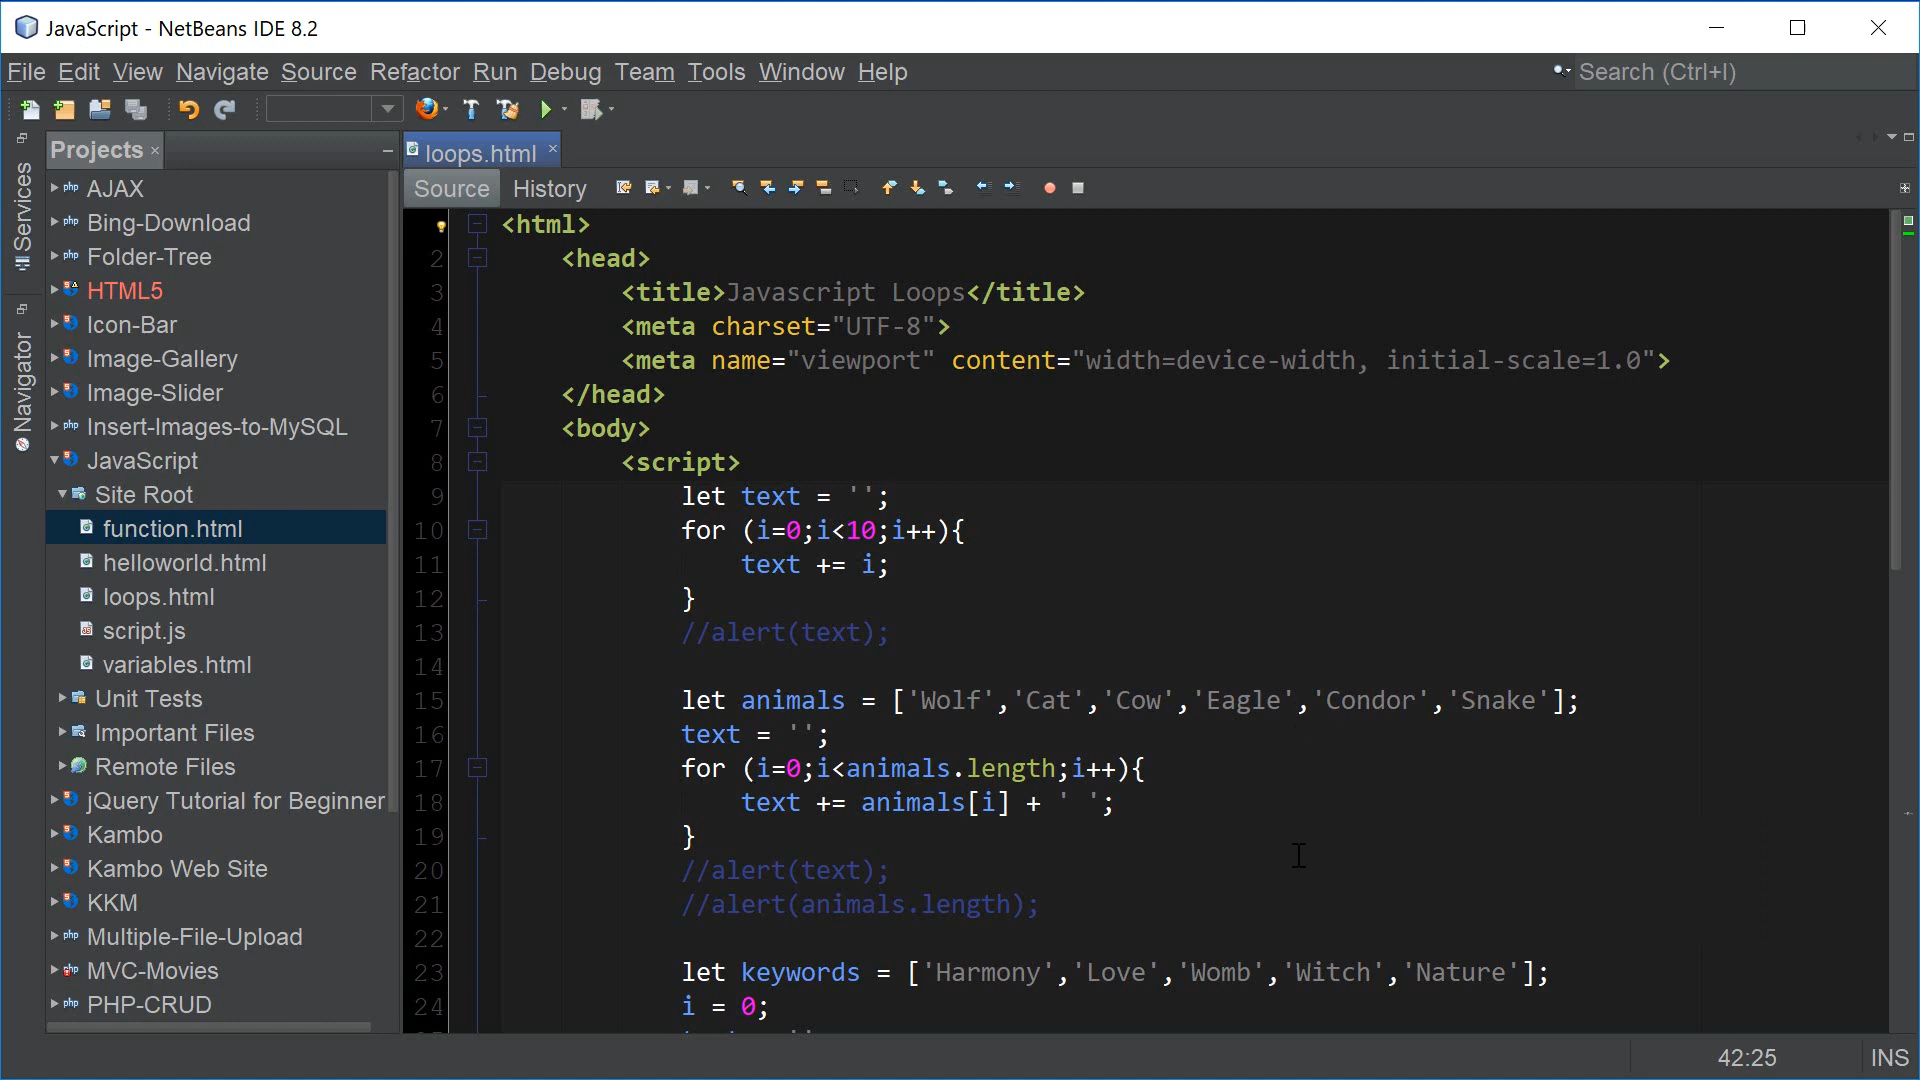 JavaScript - NetBeans IDE 8.2
File Edit View Navigate Source Refactor Run Debug Team Tools Window Help
Search (Ctrl+I)
Services
Navigator
Projects
AJAX
Bing-Download
Folder-Tree
HTML5
Icon-Bar
Image-Gallery
Image-Slider
Insert-Images-to-MySQL
JavaScript
Site Root
function.html
helloworld.html
loops.html
script.js
variables.html
Unit Tests
Important Files
Remote Files
jQuery Tutorial for Beginner
Kambo
Kambo Web Site
KKM
Multiple-File-Upload
MVC-Movies
PHP-CRUD
loops.html
Source History
<html>
2 <head>
3 <title>Javascript Loops</title>
4 <meta charset="UTF-8">
5 <meta name="viewport" content="width=device-width, initial-scale=1.0">
6 </head>
7 <body>
8 <script>
9 let text = '';
10 for (i=0;i<10;i++){
11 text += i;
12 }
13 //alert(text);
14
15 let animals = ['Wolf','Cat','Cow','Eagle','Condor','Snake'];
16 text = '';
17 for (i=0;i<animals.length;i++){
18 text += animals[i] + ' ';
19 }
20 //alert(text);
21 //alert(animals.length);
22
23 let keywords = ['Harmony','Love','Womb','Witch','Nature'];
24 i = 0;
42:25 INS